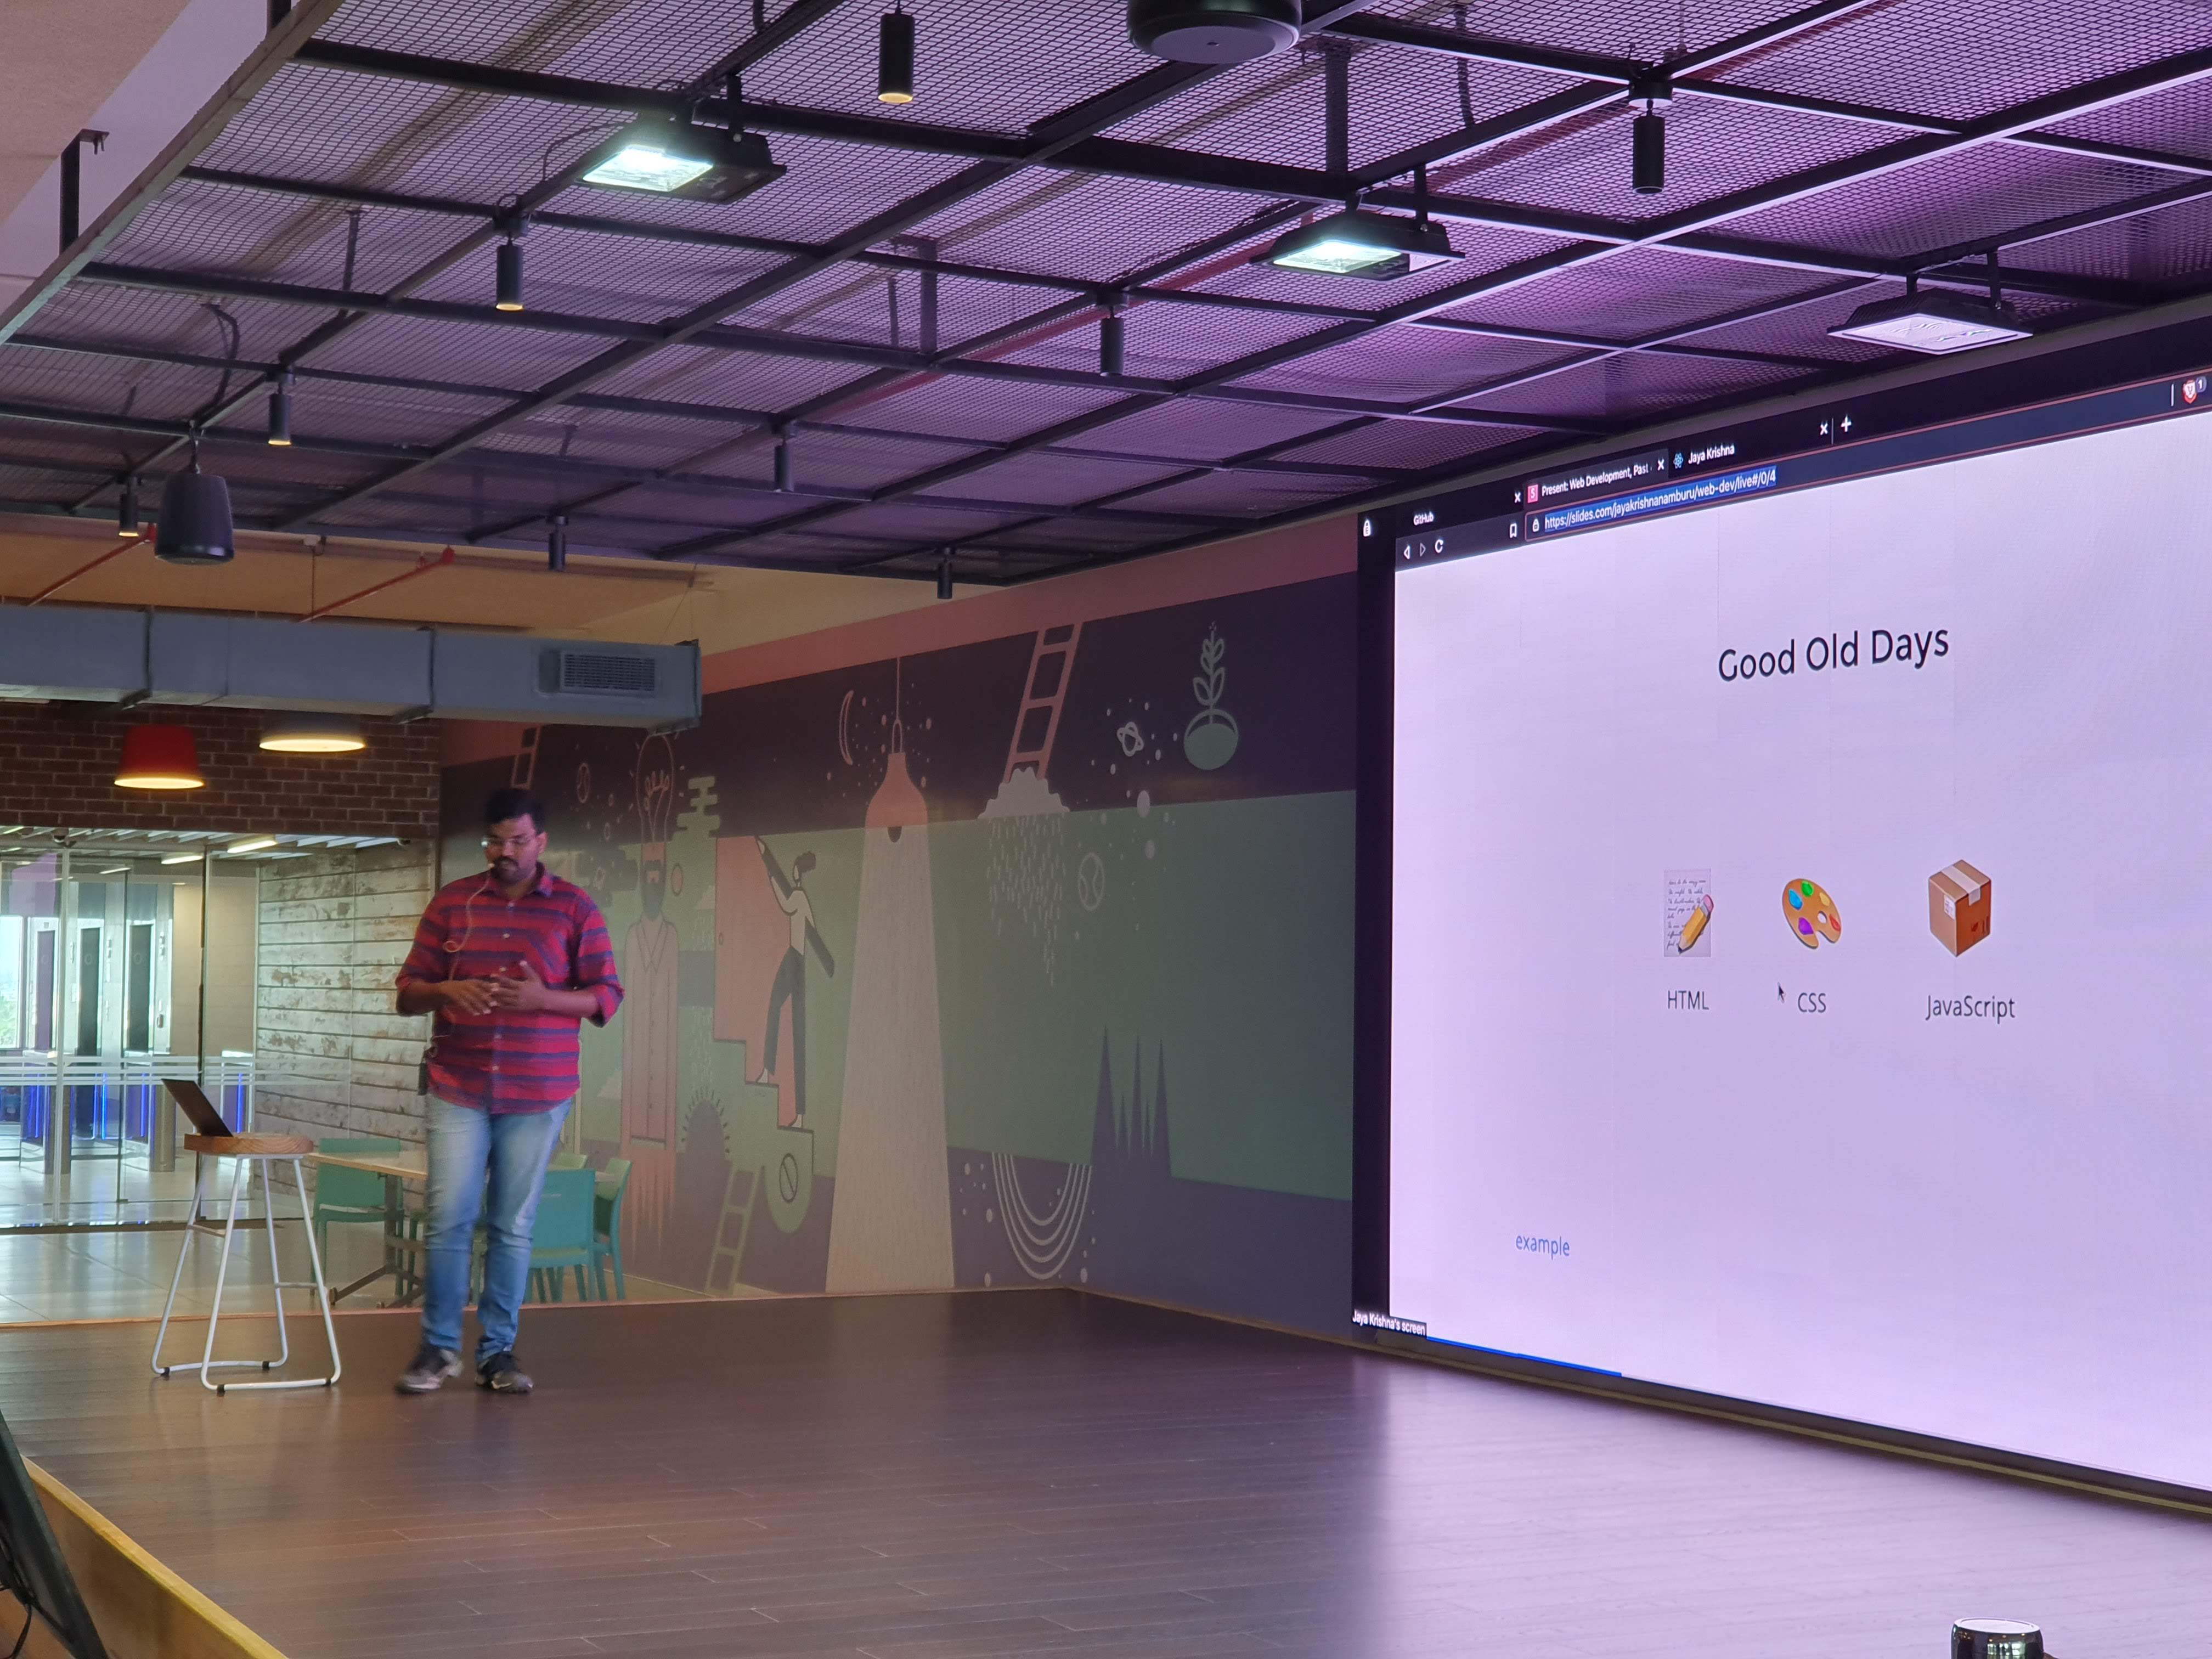 Present: Web Development, Past
Jaya Krishna
GitHub
https://slides.com/jayakrishnanamburu/web-dev/live#/0/4
1
Good Old Days
HTML
CSS
JavaScript
example
Jaya Krishna's screen